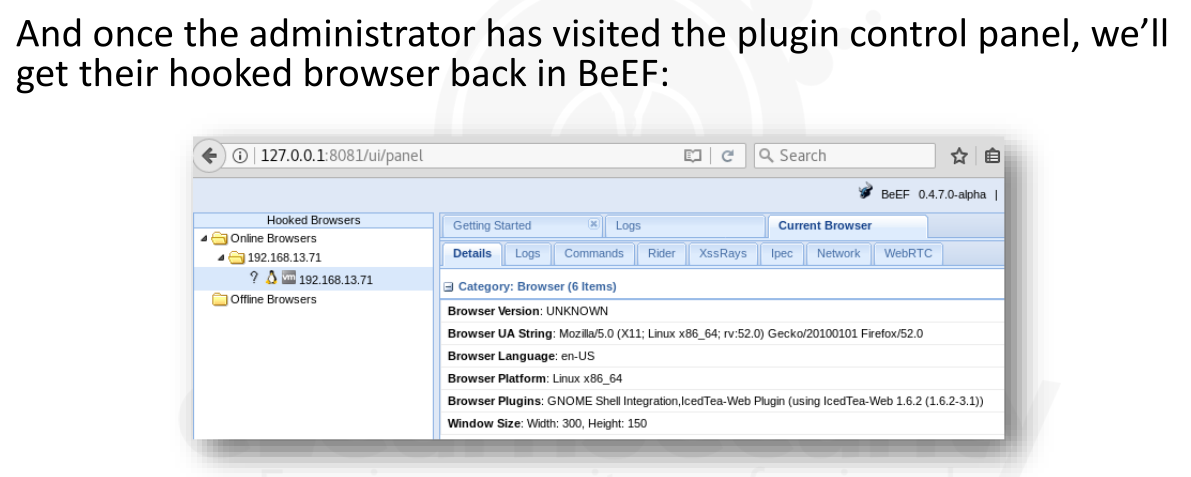 And once the administrator has visited the plugin control panel, we'll
get their hooked browser back in BeEF:
127.0.0.1:8081/ui/panel
Search
BeEF 0.4.7.0-alpha |
Hooked Browsers
Online Browsers
192.168.13.71
? vm 192.168.13.71
Offline Browsers
Getting Started Logs Current Browser
Details Logs Commands Rider XssRays Ipec Network WebRTC
Category: Browser (6 Items)
Browser Version: UNKNOWN
Browser UA String: Mozilla/5.0 (X11; Linux x86_64; rv:52.0) Gecko/20100101 Firefox/52.0
Browser Language: en-US
Browser Platform: Linux x86_64
Browser Plugins: GNOME Shell Integration,IcedTea-Web Plugin (using IcedTea-Web 1.6.2 (1.6.2-3.1))
Window Size: Width: 300, Height: 150